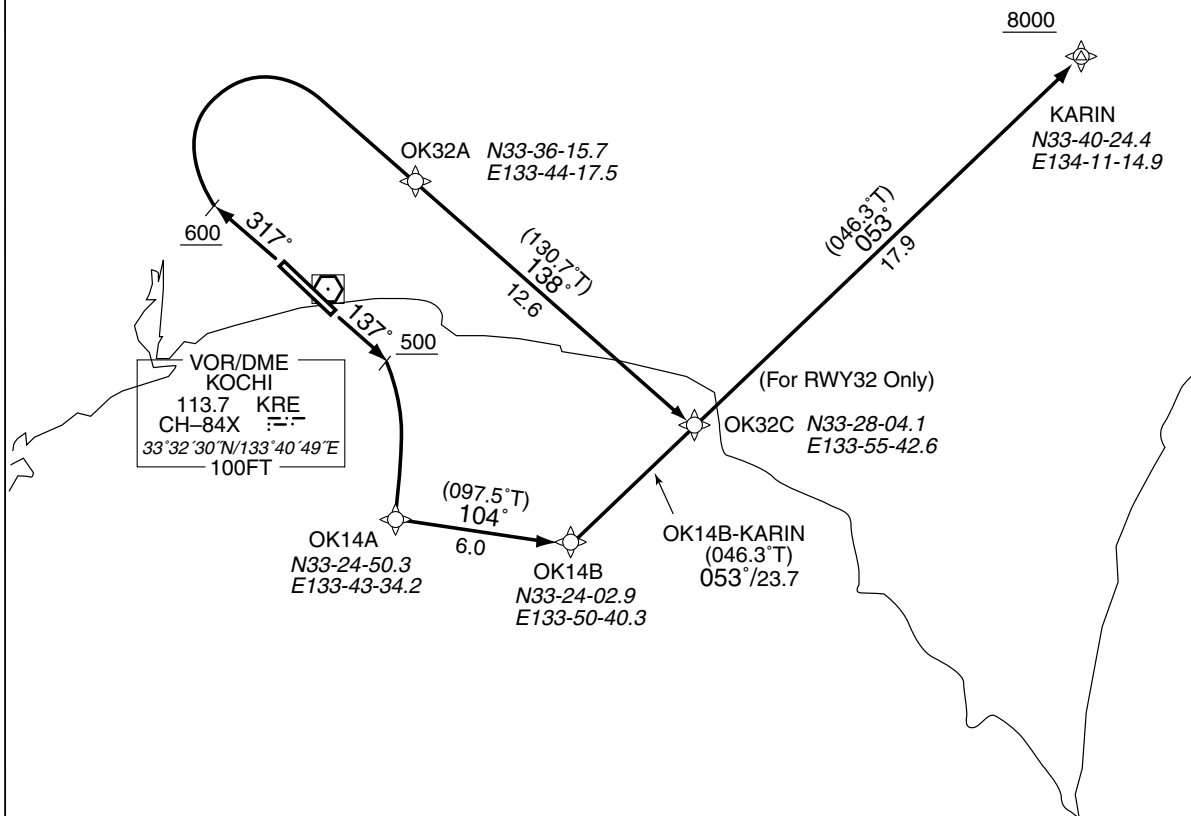 8000
KARIN
N33-40-24.4
E134-11-14.9
OK32A N33-36-15.7
E133-44-17.5
(046.3°T)
053°
17.9
317°
600
(130.7°T)
138°
12.6
137°
500
VOR/DME
KOCHI
113.7 KRE
CH–84X
33°32′30″N/133°40′49″E
100FT
(For RWY32 Only)
OK32C N33-28-04.1
E133-55-42.6
(097.5°T)
104°
6.0
OK14A
N33-24-50.3
E133-43-34.2
OK14B
N33-24-02.9
E133-50-40.3
OK14B-KARIN
(046.3°T)
053°/23.7